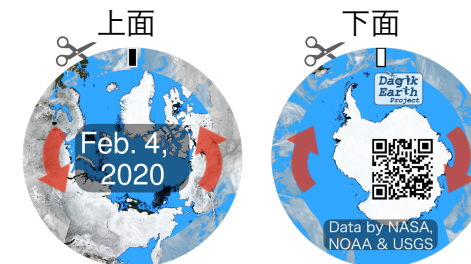 上面
下面
Feb. 4,
2020
Dagik
Earth
Project
Data by NASA,
NOAA & USGS